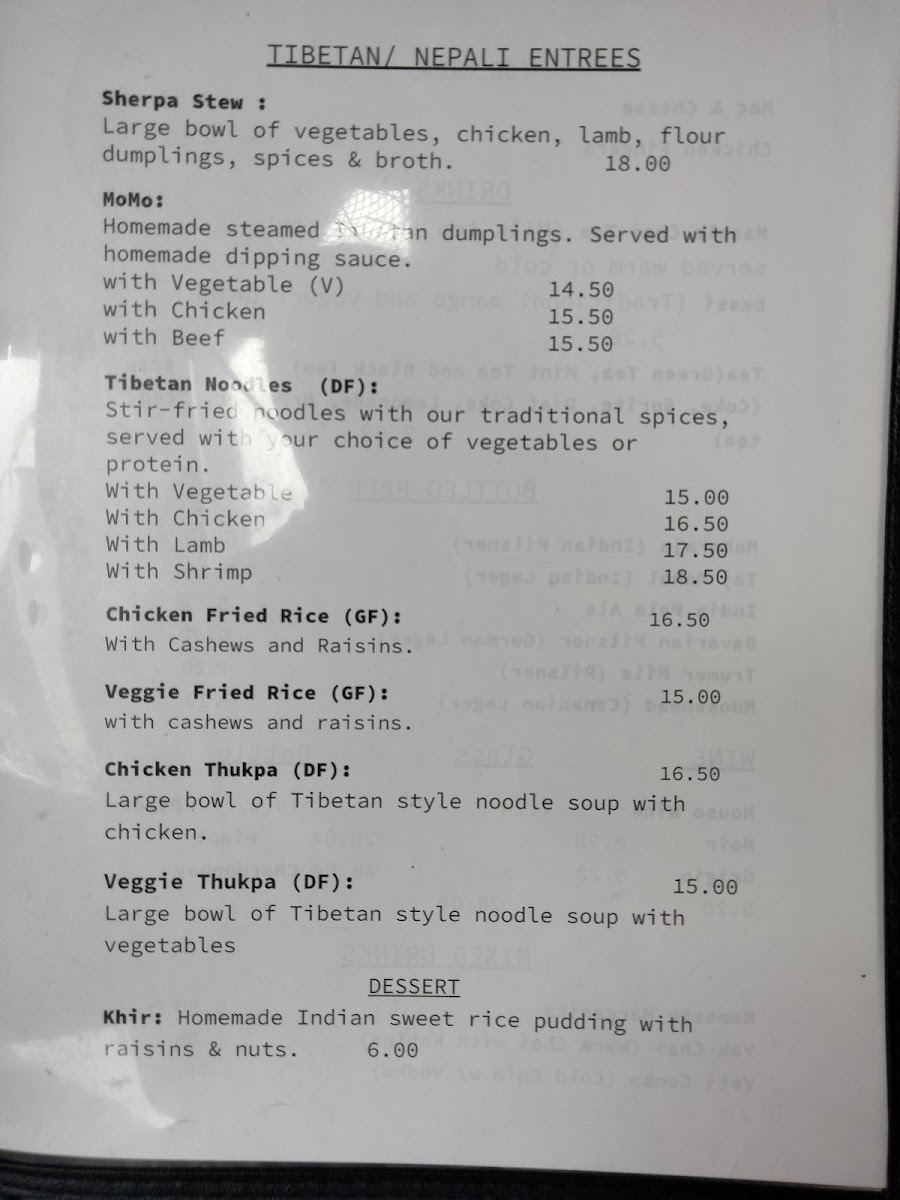 TIBETAN/ NEPALI ENTREES
Sherpa Stew :
Large bowl of vegetables, chicken, lamb, flour
dumplings, spices & broth. 18.00
MoMo:
Homemade steamed dumplings. Served with
homemade dipping sauce.
with Vegetable (V) 14.50
with Chicken 15.50
with Beef 15.50
Tibetan Noodles (DF):
Stir-fried noodles with our traditional spices,
served with your choice of vegetables or
protein.
With Vegetable 15.00
With Chicken 16.50
With Lamb 17.50
With Shrimp 18.50
Chicken Fried Rice (GF): 16.50
With Cashews and Raisins.
Veggie Fried Rice (GF): 15.00
with cashews and raisins.
Chicken Thukpa (DF): 16.50
Large bowl of Tibetan style noodle soup with
chicken.
Veggie Thukpa (DF): 15.00
Large bowl of Tibetan style noodle soup with
vegetables
DESSERT
Khir: Homemade Indian sweet rice pudding with
raisins & nuts. 6.00